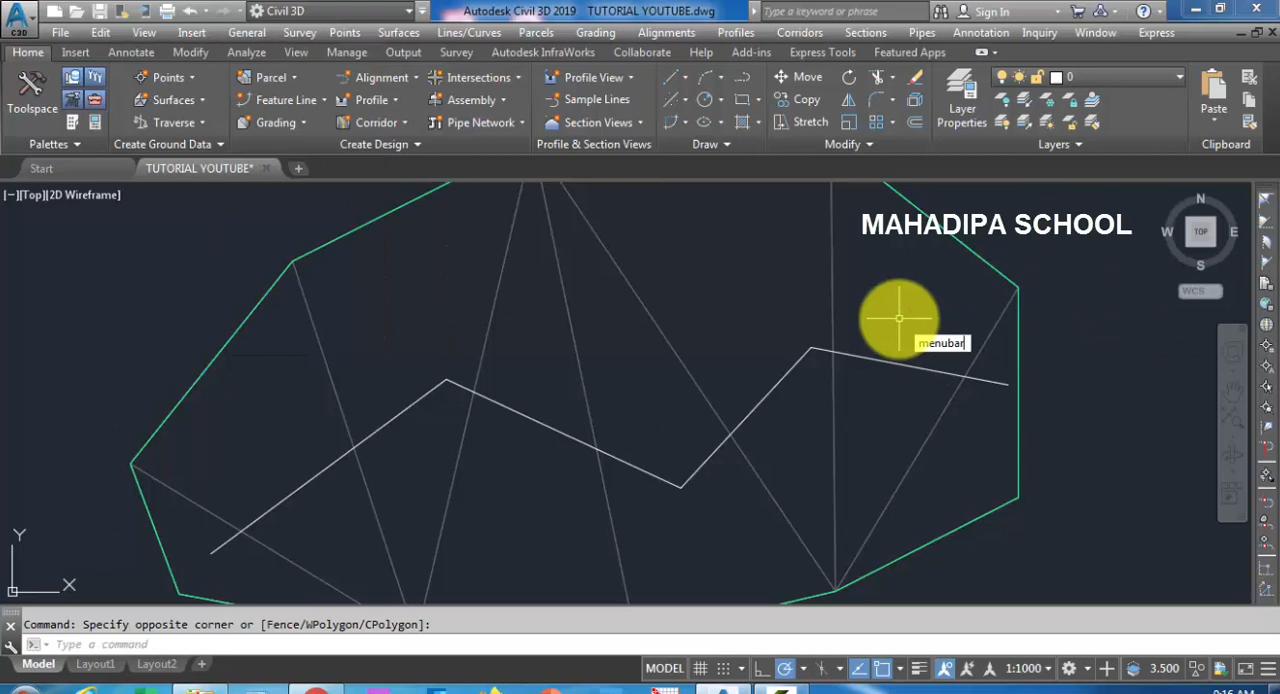 Civil 3D
Autodesk Civil 3D 2019 TUTORIAL YOUTUBE.dwg
Type a keyword or phrase
Sign In
File Edit View Insert General Survey Points Surfaces Lines/Curves Parcels Grading Alignments Profiles Corridors Sections Pipes Annotation Inquiry Window Express
Home Insert Annotate Modify Analyze View Manage Output Survey Autodesk InfraWorks Collaborate Help Add-ins Express Tools Featured Apps
Points Parcel Alignment Intersections Profile View Move 0
Toolspace Surfaces Feature Line Profile Assembly Sample Lines Copy Layer Properties Paste
Traverse Grading Corridor Pipe Network Section Views Stretch
Palettes Create Ground Data Create Design Profile & Section Views Draw Modify Layers Clipboard
Start TUTORIAL YOUTUBE*
[−][Top][2D Wireframe]
MAHADIPA SCHOOL
N
W TOP E
S
WCS
menubar
Y
X
Command: Specify opposite corner or [Fence/WPolygon/CPolygon]:
Type a command
Model Layout1 Layout2 +
MODEL 1:1000 3.500